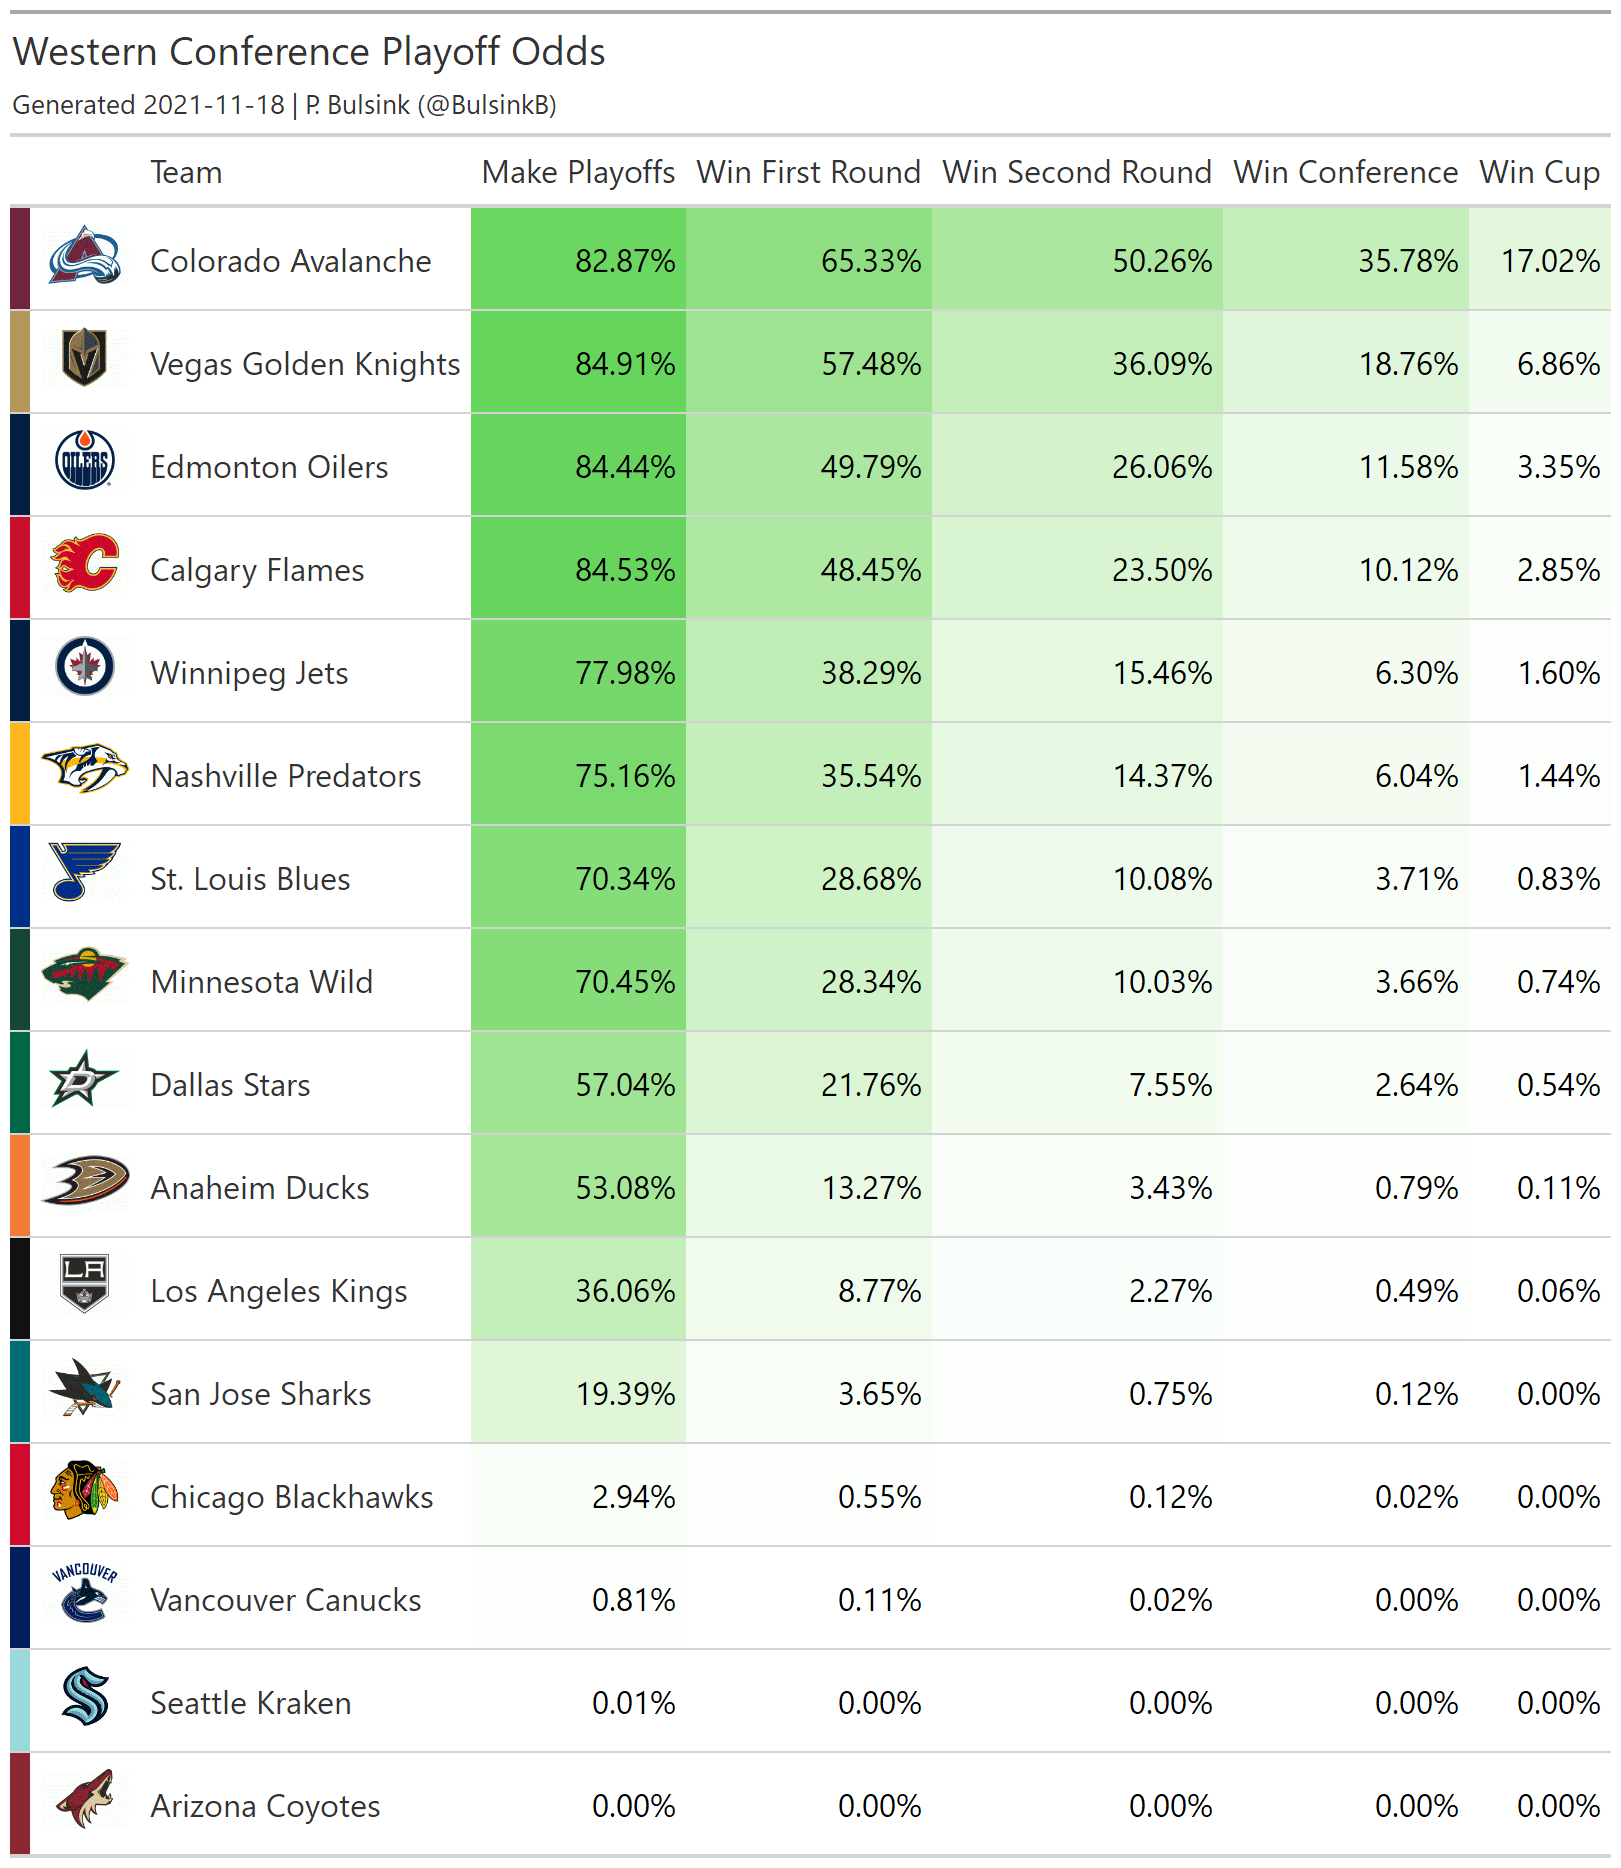 Western Conference Playoff Odds
Generated 2021-11-18 | P. Bulsink (@BulsinkB)
Team Make Playoffs Win First Round Win Second Round Win Conference Win Cup
Colorado Avalanche 82.87% 65.33% 50.26% 35.78% 17.02%
Vegas Golden Knights 84.91% 57.48% 36.09% 18.76% 6.86%
OILERS Edmonton Oilers 84.44% 49.79% 26.06% 11.58% 3.35%
C Calgary Flames 84.53% 48.45% 23.50% 10.12% 2.85%
Winnipeg Jets 77.98% 38.29% 15.46% 6.30% 1.60%
Nashville Predators 75.16% 35.54% 14.37% 6.04% 1.44%
St. Louis Blues 70.34% 28.68% 10.08% 3.71% 0.83%
Minnesota Wild 70.45% 28.34% 10.03% 3.66% 0.74%
D Dallas Stars 57.04% 21.76% 7.55% 2.64% 0.54%
Anaheim Ducks 53.08% 13.27% 3.43% 0.79% 0.11%
LA Los Angeles Kings 36.06% 8.77% 2.27% 0.49% 0.06%
San Jose Sharks 19.39% 3.65% 0.75% 0.12% 0.00%
Chicago Blackhawks 2.94% 0.55% 0.12% 0.02% 0.00%
VANCOUVER Vancouver Canucks 0.81% 0.11% 0.02% 0.00% 0.00%
Seattle Kraken 0.01% 0.00% 0.00% 0.00% 0.00%
Arizona Coyotes 0.00% 0.00% 0.00% 0.00% 0.00%